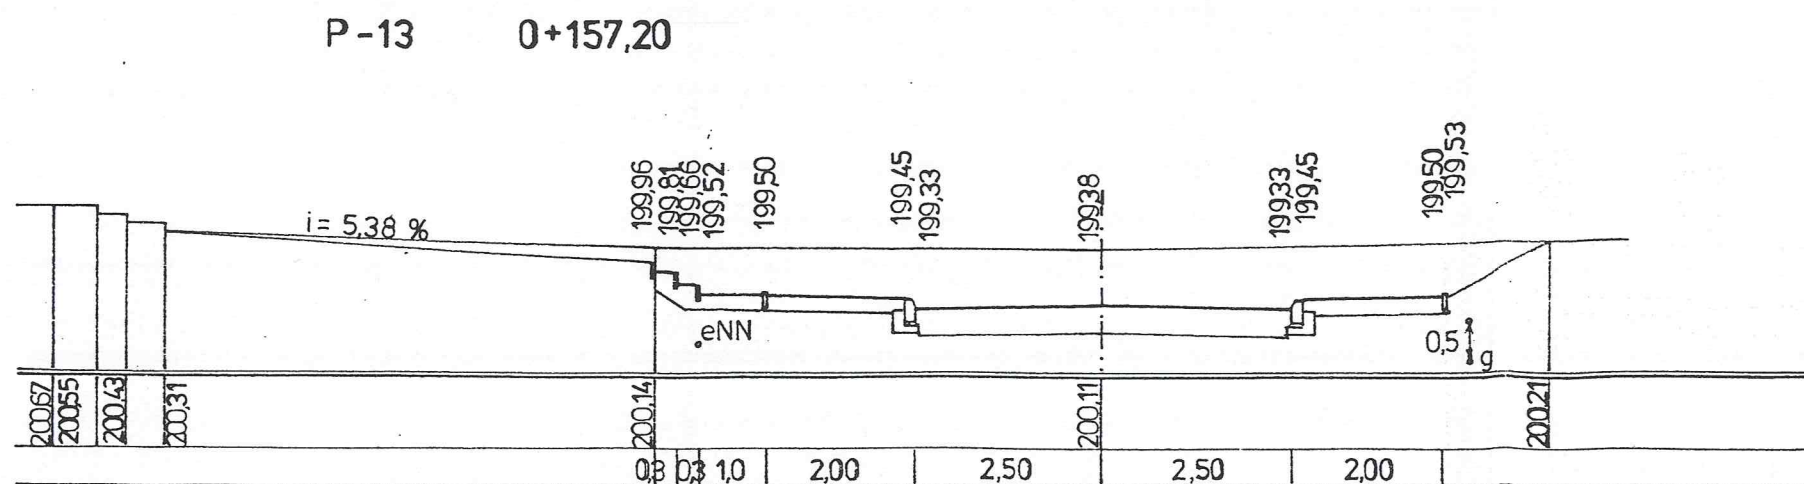 P-13 0+157,20
199,96 199,81 199,66 199,52 199,50 199,45 199,33 199,38 199,33 199,45 199,50 199,53
i = 5,38 %
eNN
0,5
g
200,67 200,55 200,43 200,31 200,14 200,11 200,21
0,3 0,3 1,0 2,00 2,50 2,50 2,00